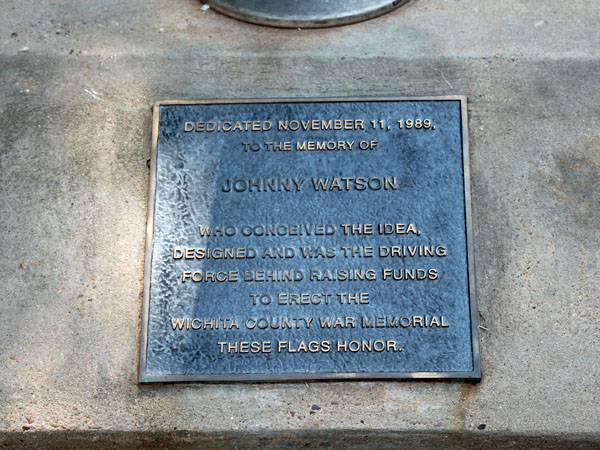 DEDICATED NOVEMBER 11, 1989,
TO THE MEMORY OF
JOHNNY WATSON
WHO CONCEIVED THE IDEA,
DESIGNED AND WAS THE DRIVING
FORCE BEHIND RAISING FUNDS
TO ERECT THE
WICHITA COUNTY WAR MEMORIAL
THESE FLAGS HONOR.